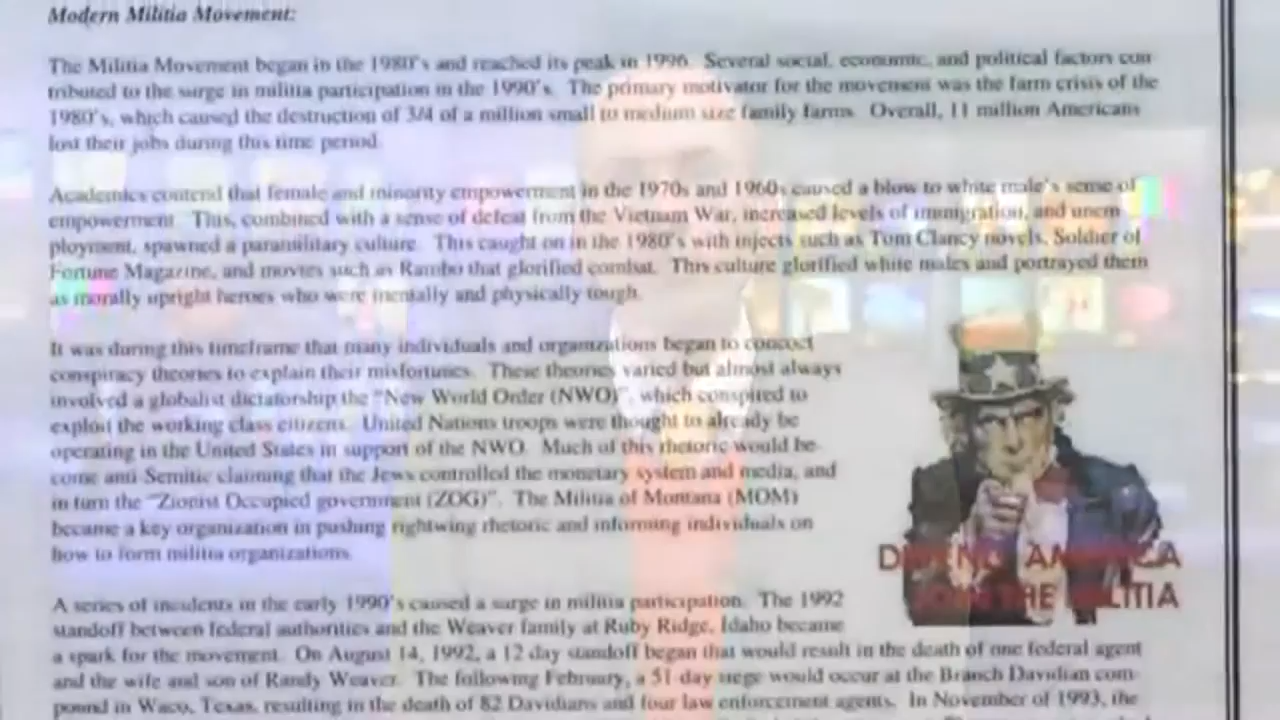 Modern Militia Movement:
The Militia Movement began in the 1980's and reached its peak in 1996. Several social, economic, and political factors con
tributed to the surge in militia participation in the 1990's. The primary motivator for the movement was the farm crisis of the
1980's, which caused the destruction of 3/4 of a million small to medium size family farms. Overall, 11 million Americans
lost their jobs during this time period.
Academics contend that female and minority empowerment in the 1970s and 1960s caused a blow to white male's sense of
empowerment. This, combined with a sense of defeat from the Vietnam War, increased levels of immigration, and unem
ployment, spawned a paramilitary culture. This caught on in the 1980's with injects such as Tom Clancy novels, Soldier of
Fortune Magazine, and movies such as Rambo that glorified combat. This culture glorified white males and portrayed them
as morally upright heroes who were mentally and physically tough.
It was during this timeframe that many individuals and organizations began to concoct
conspiracy theories to explain their misfortunes. These theories varied but almost always
involved a globalist dictatorship the "New World Order (NWO)", which conspired to
exploit the working class citizens. United Nations troops were thought to already be
operating in the United States in support of the NWO. Much of this rhetoric would be-
come anti-Semitic claiming that the Jews controlled the monetary system and media, and
in turn the "Zionist Occupied government (ZOG)". The Militia of Montana (MOM)
became a key organization in pushing rightwing rhetoric and informing individuals on
how to form militia organizations.
DEFEND AMERICA
JOIN THE MILITIA
A series of incidents in the early 1990's caused a surge in militia participation. The 1992
standoff between federal authorities and the Weaver family at Ruby Ridge, Idaho became
a spark for the movement. On August 14, 1992, a 12 day standoff began that would result in the death of one federal agent
and the wife and son of Randy Weaver. The following February, a 51-day siege would occur at the Branch Davidian com-
pound in Waco, Texas, resulting in the death of 82 Davidians and four law enforcement agents. In November of 1993, the